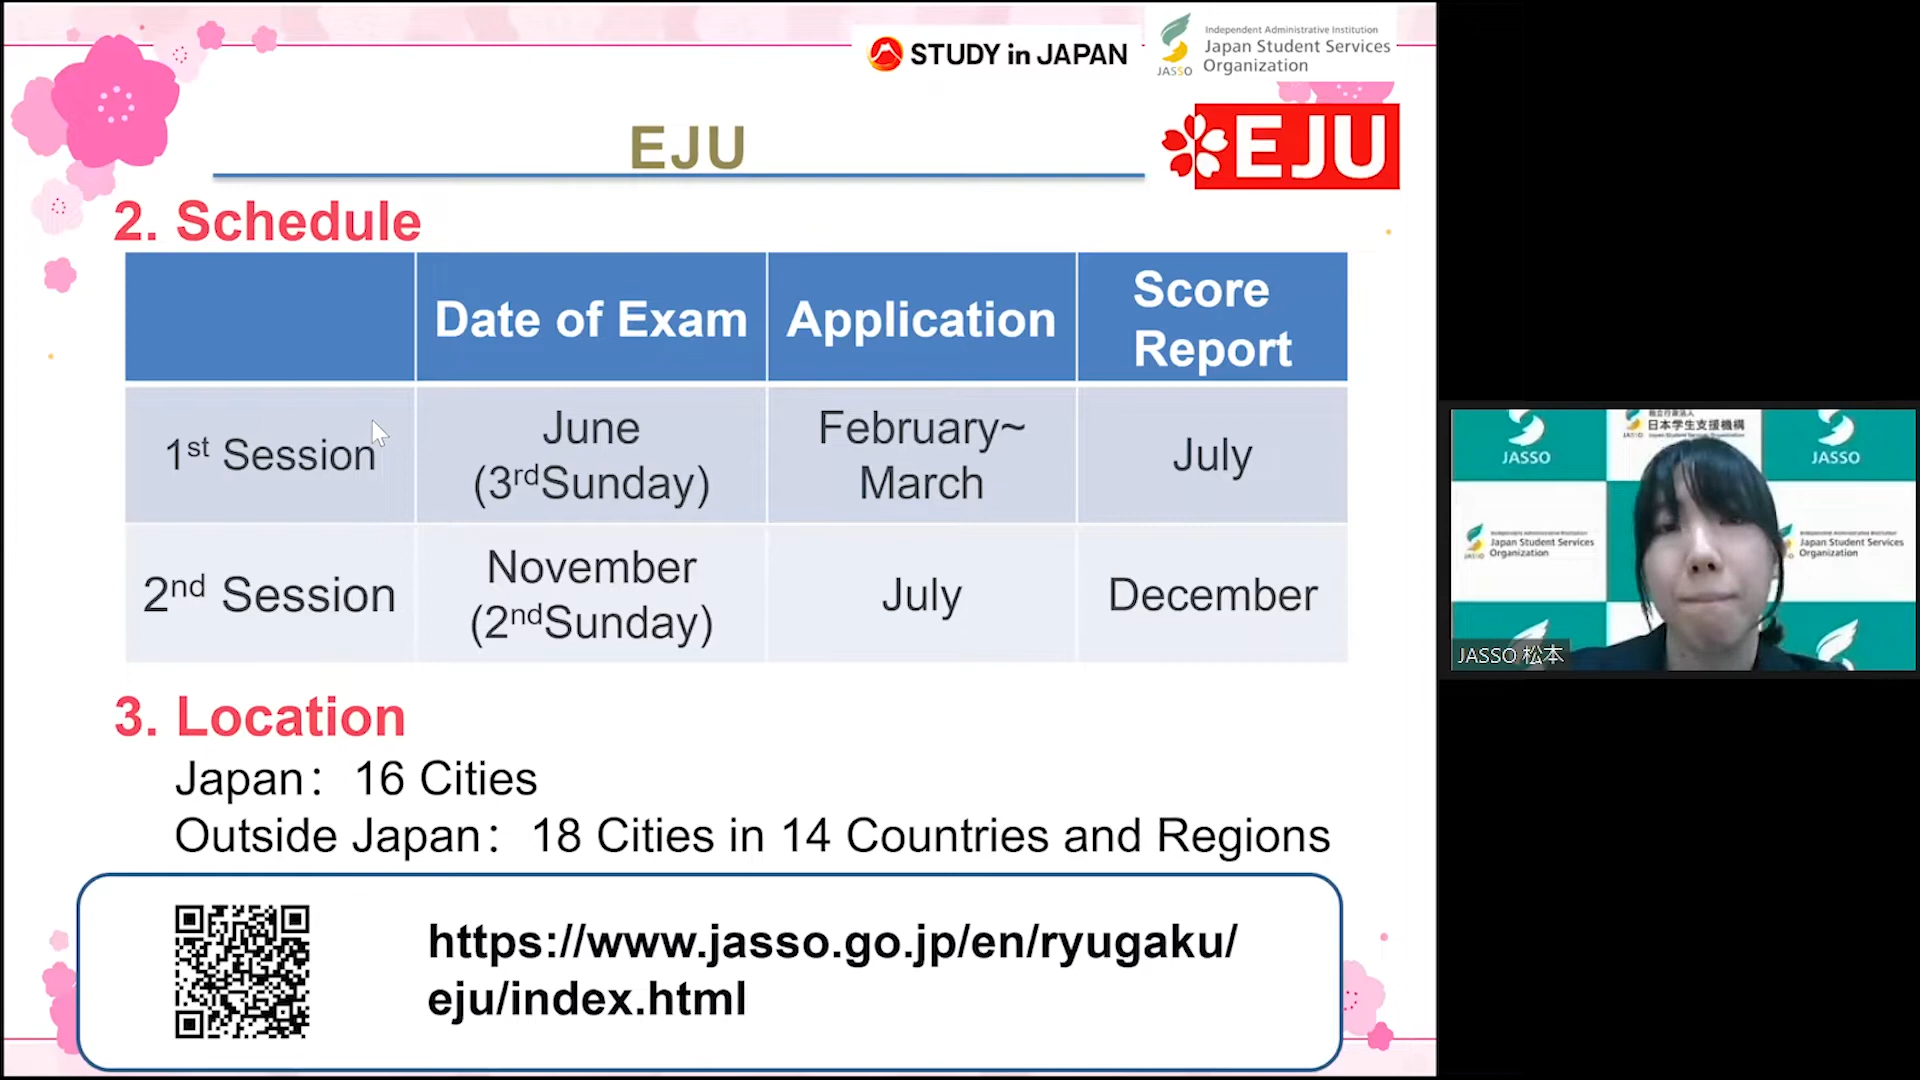 STUDY in JAPAN
JASSO
Independent Administrative Institution
Japan Student Services
Organization
EJU
EJU
2. Schedule
Date of Exam
Application
Score
Report
1st Session
June
(3rdSunday)
February~
March
July
2nd Session
November
(2ndSunday)
July
December
3. Location
Japan： 16 Cities
Outside Japan： 18 Cities in 14 Countries and Regions
https://www.jasso.go.jp/en/ryugaku/
eju/index.html
JASSO
独立行政法人
日本学生支援機構
Japan Student Services Organization
JASSO
JASSO
Independent Administrative Institution
Japan Student Services
Organization
JASSO
Independent Administrative Institution
Japan Student Services
Organization
JASSO 松本